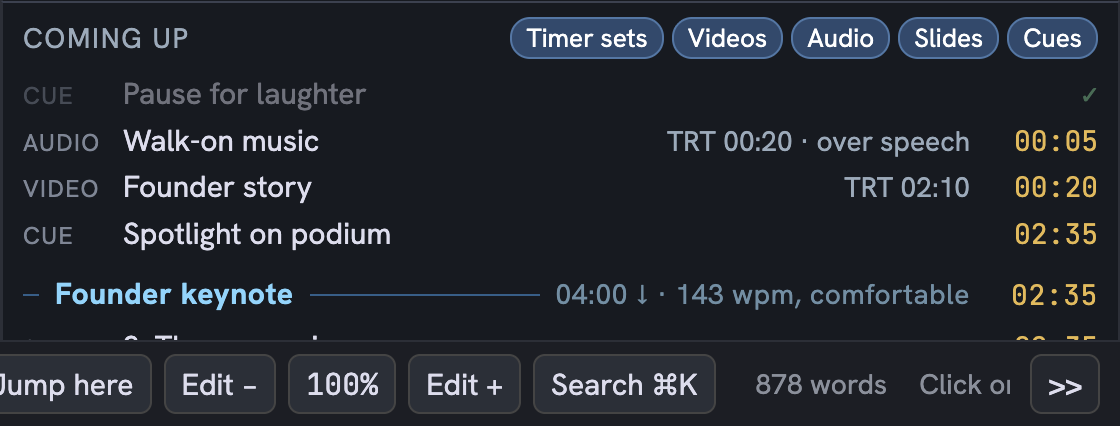 COMING UP Timer sets Videos Audio Slides Cues
CUE Pause for laughter ✓
AUDIO Walk-on music TRT 00:20 · over speech 00:05
VIDEO Founder story TRT 02:10 00:20
CUE Spotlight on podium 02:35
Founder keynote 04:00 ↓ · 143 wpm, comfortable 02:35
Jump here Edit – 100% Edit + Search ⌘K 878 words Click or >>